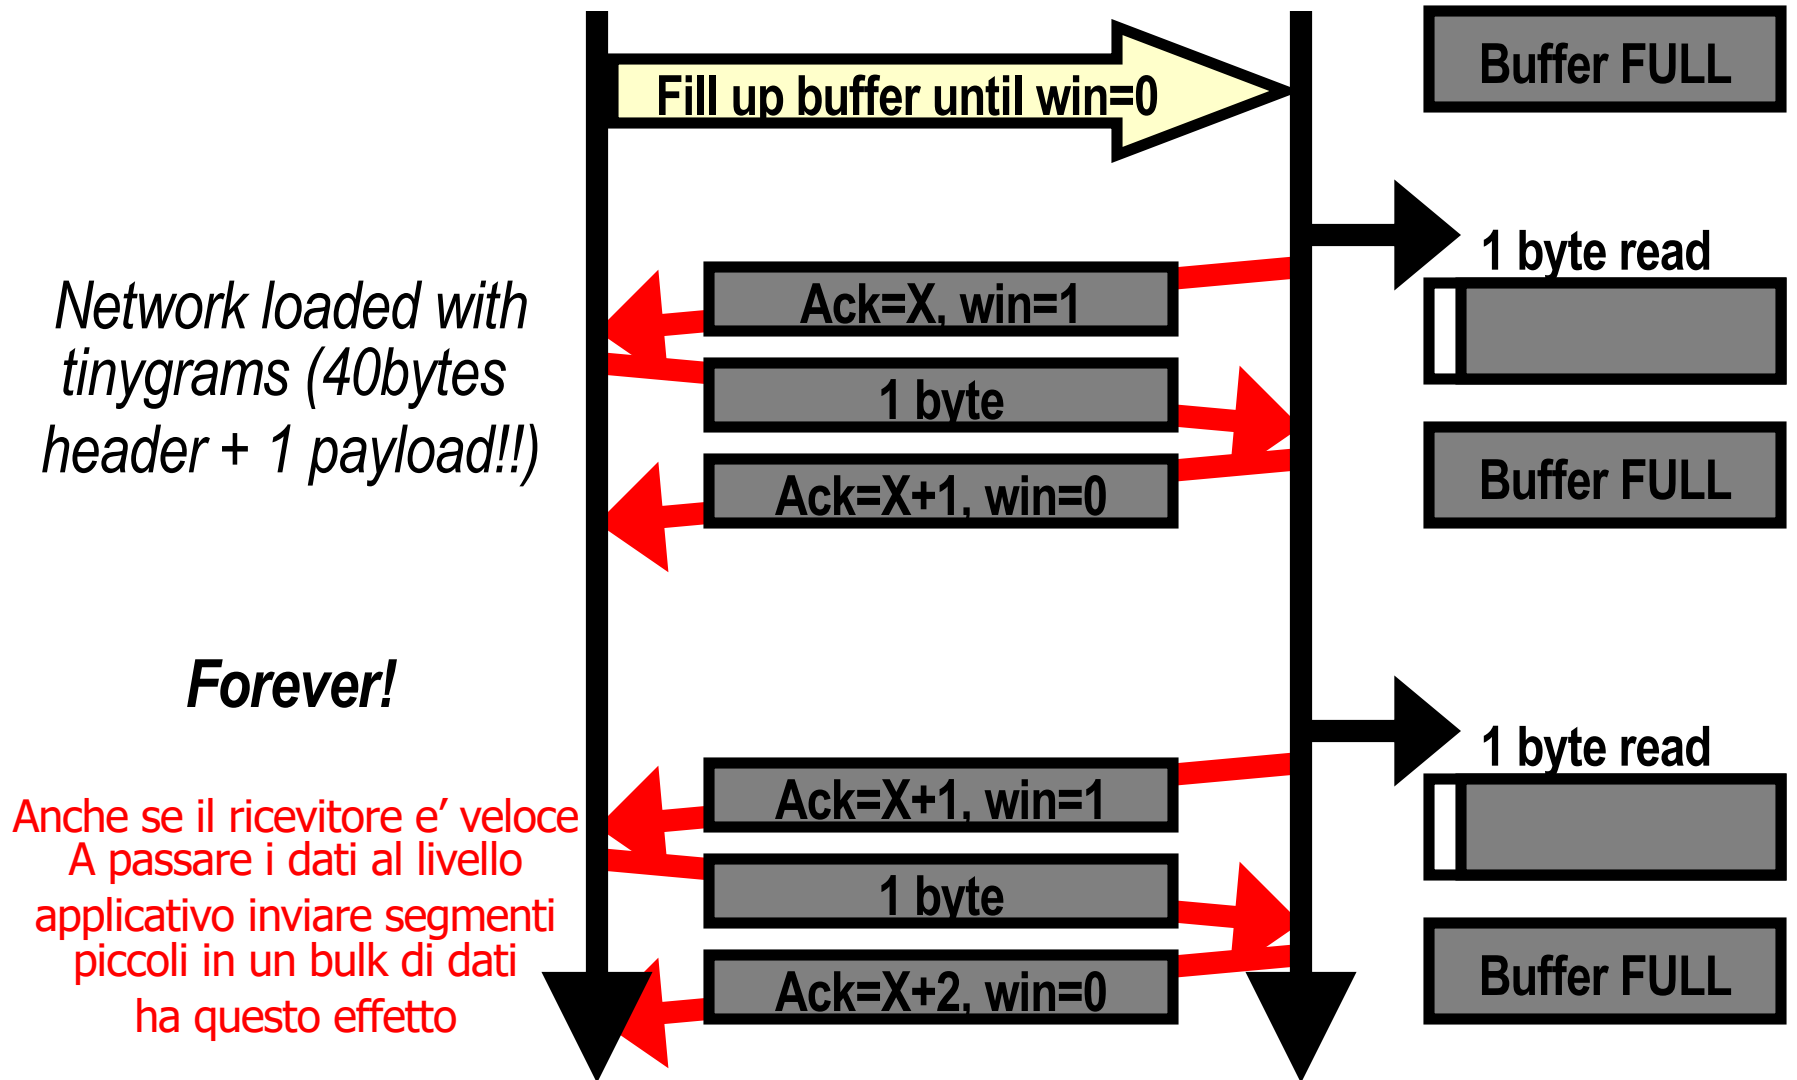 Fill up buffer until win=0
Buffer FULL
1 byte read
Ack=X, win=1
Network loaded with
tinygrams (40bytes
header + 1 payload!!)
1 byte
Ack=X+1, win=0
Buffer FULL
Forever!
1 byte read
Ack=X+1, win=1
Anche se il ricevitore e’ veloce
A passare i dati al livello
applicativo inviare segmenti
piccoli in un bulk di dati
ha questo effetto
1 byte
Ack=X+2, win=0
Buffer FULL